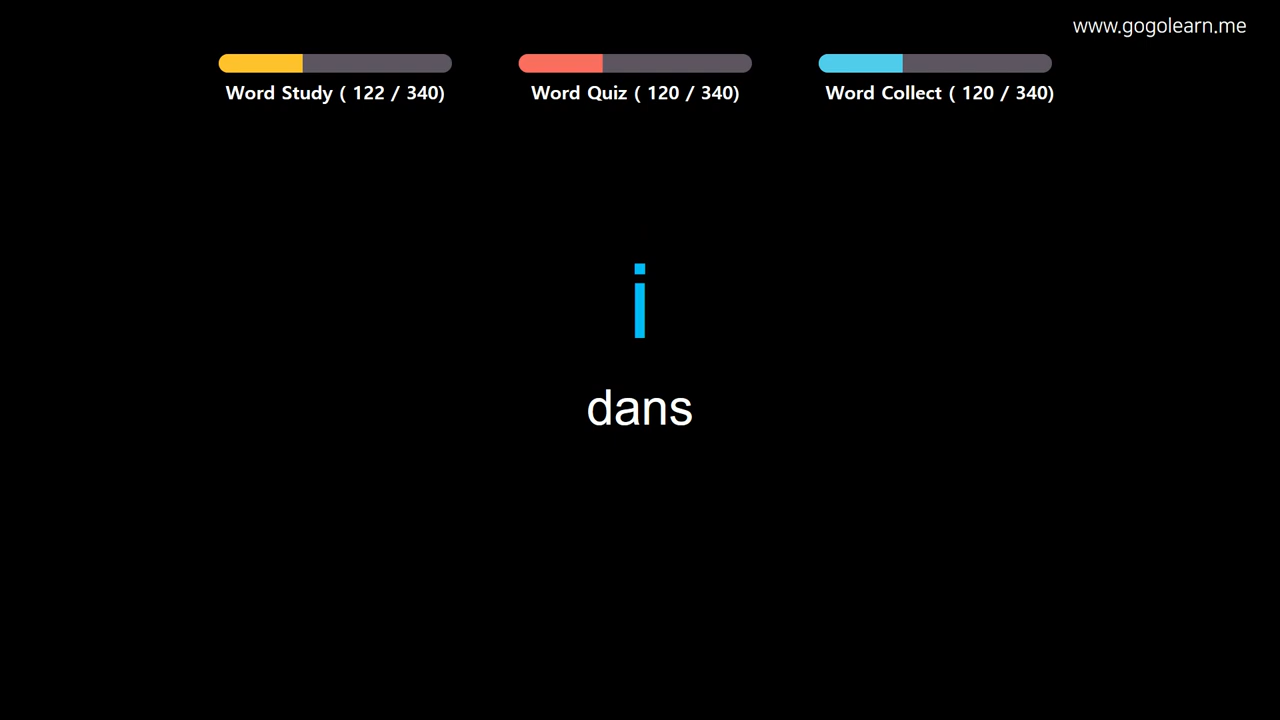 www.gogolearn.me
Word Study ( 122 / 340)
Word Quiz ( 120 / 340)
Word Collect ( 120 / 340)
i
dans